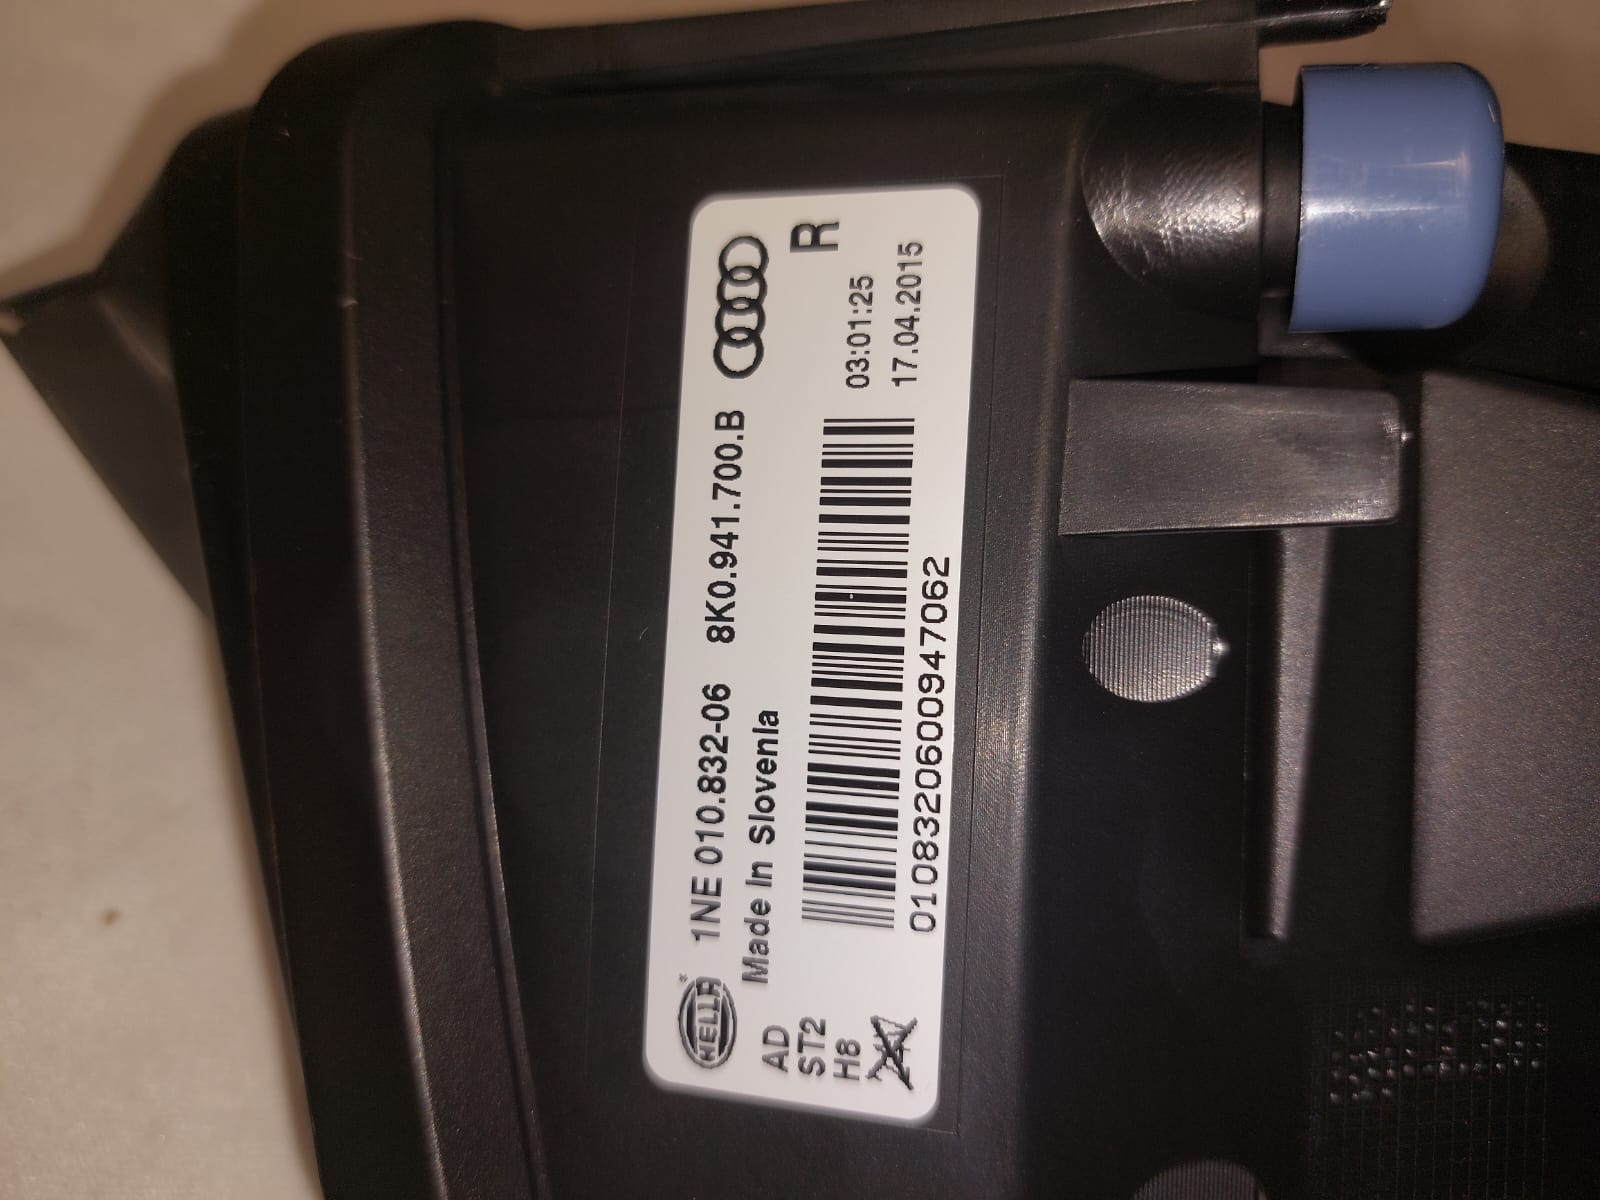 HELLA 1NE 010.832-06 8K0.941.700.B
Made In Slovenia R
AD
ST2 03:01:25
H8 17.04.2015
0108320600947062